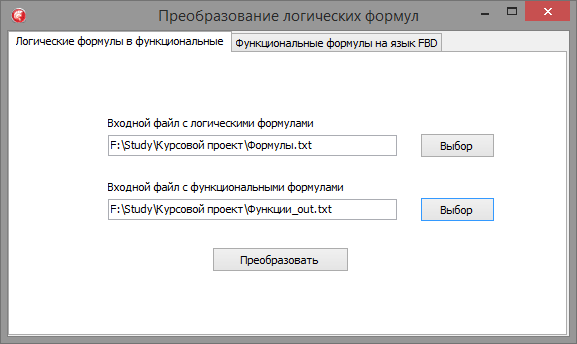 Преобразование логических формул
Логические формулы в функциональные
Функциональные формулы на язык FBD
Входной файл с логическими формулами
F:\Study\Курсовой проект\Формулы.txt
Выбор
Входной файл с функциональными формулами
F:\Study\Курсовой проект\Функции_out.txt
Выбор
Преобразовать